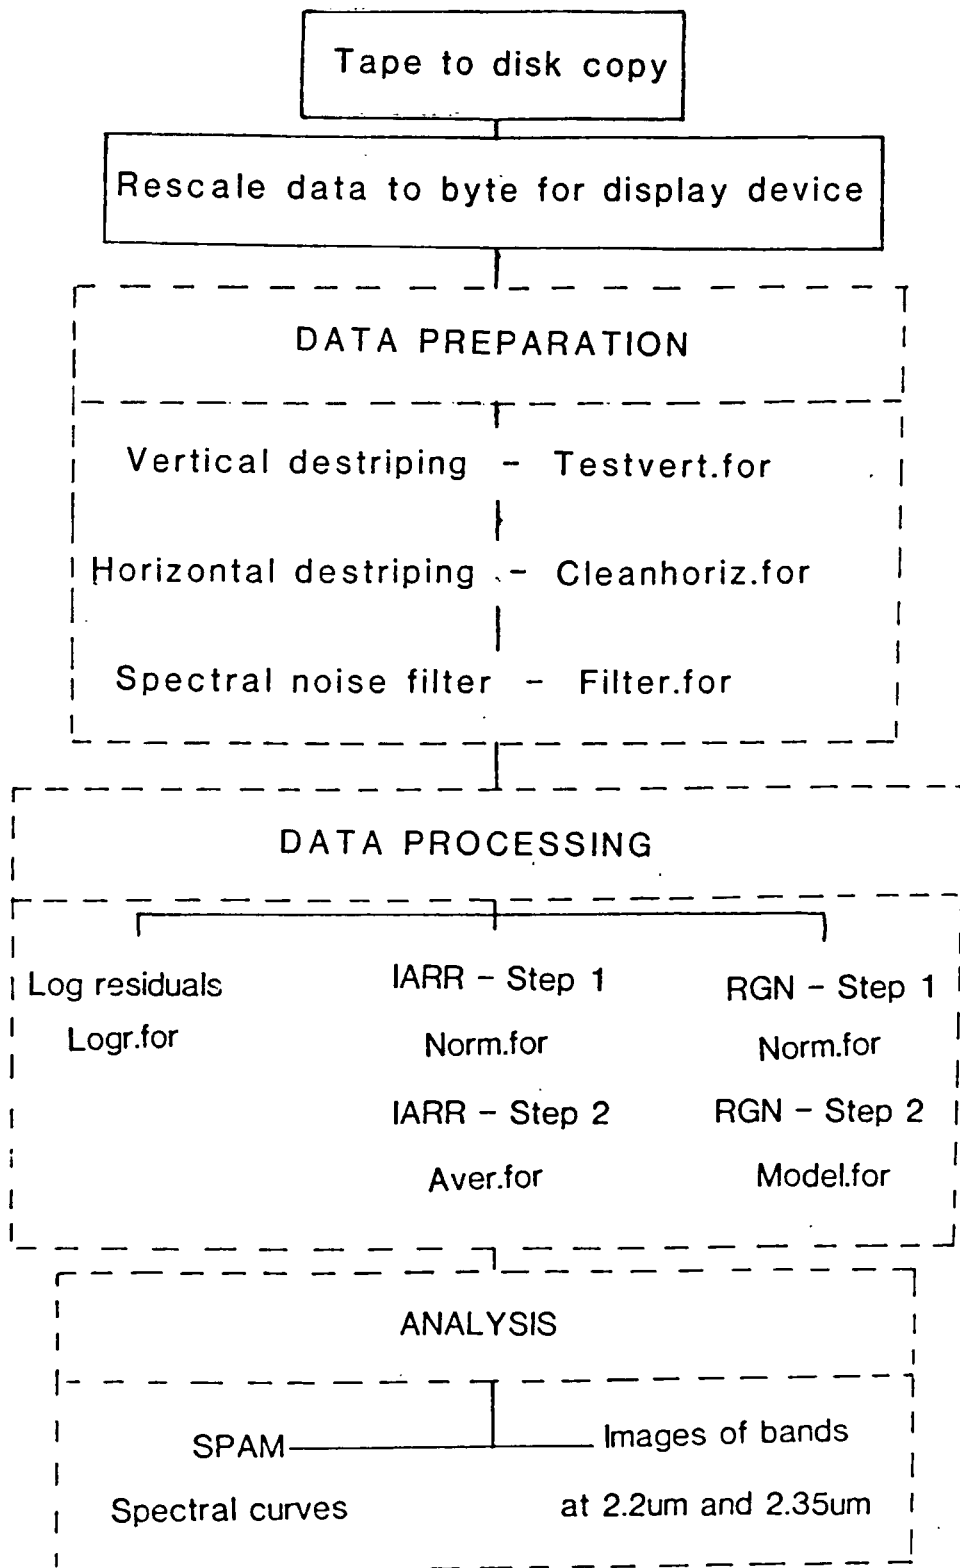 Tape to disk copy
Rescale data to byte for display device
DATA PREPARATION
Vertical destriping - Testvert.for
Horizontal destriping - Cleanhoriz.for
Spectral noise filter - Filter.for
DATA PROCESSING
Log residuals
Logr.for
IARR - Step 1
Norm.for
IARR - Step 2
Aver.for
RGN - Step 1
Norm.for
RGN - Step 2
Model.for
ANALYSIS
SPAM
Spectral curves
Images of bands
at 2.2um and 2.35um